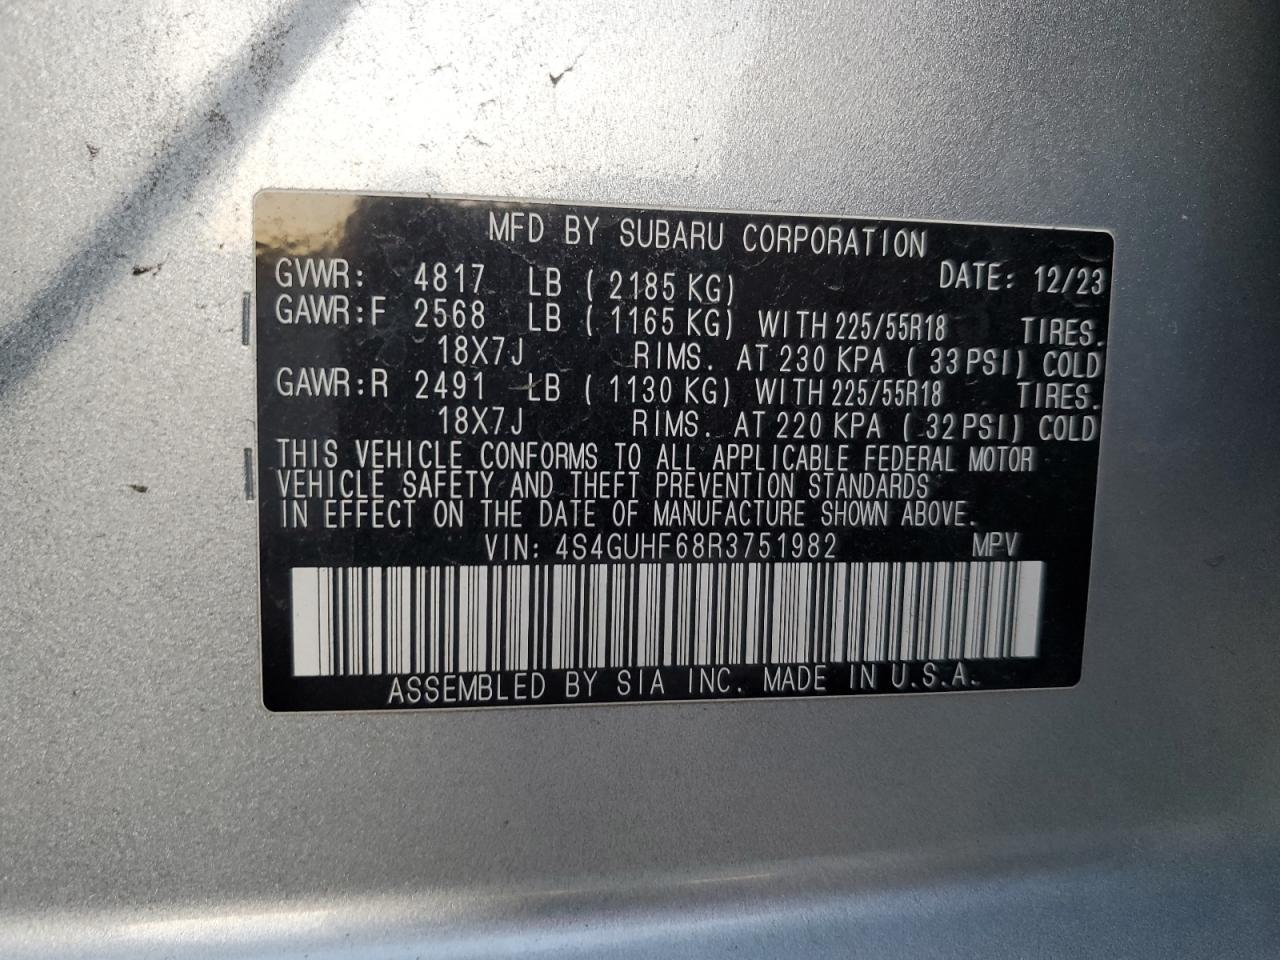 MFD BY SUBARU CORPORATION
GVWR: 4817 LB ( 2185 KG) DATE: 12/23
GAWR:F 2568 LB ( 1165 KG) WITH 225/55R18 TIRES.
18X7J RIMS. AT 230 KPA ( 33 PSI) COLD
GAWR:R 2491 LB ( 1130 KG) WITH 225/55R18 TIRES.
18X7J RIMS. AT 220 KPA ( 32 PSI) COLD
THIS VEHICLE CONFORMS TO ALL APPLICABLE FEDERAL MOTOR
VEHICLE SAFETY AND THEFT PREVENTION STANDARDS
IN EFFECT ON THE DATE OF MANUFACTURE SHOWN ABOVE.
VIN: 4S4GUHF68R3751982 MPV
ASSEMBLED BY SIA INC. MADE IN U.S.A.